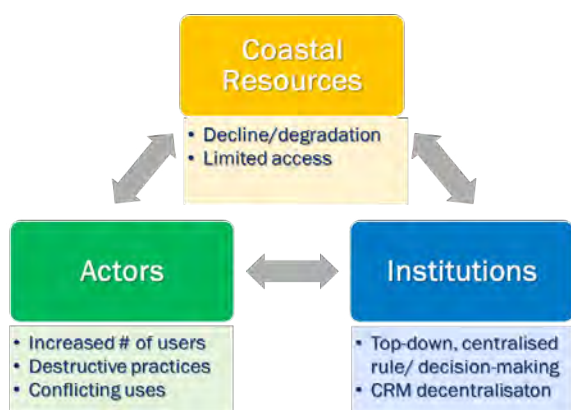 Coastal
Resources
• Decline/degradation
• Limited access
Actors
Institutions
• Increased # of users
• Destructive practices
• Conflicting uses
• Top-down, centralised
rule/ decision-making
• CRM decentralisaton